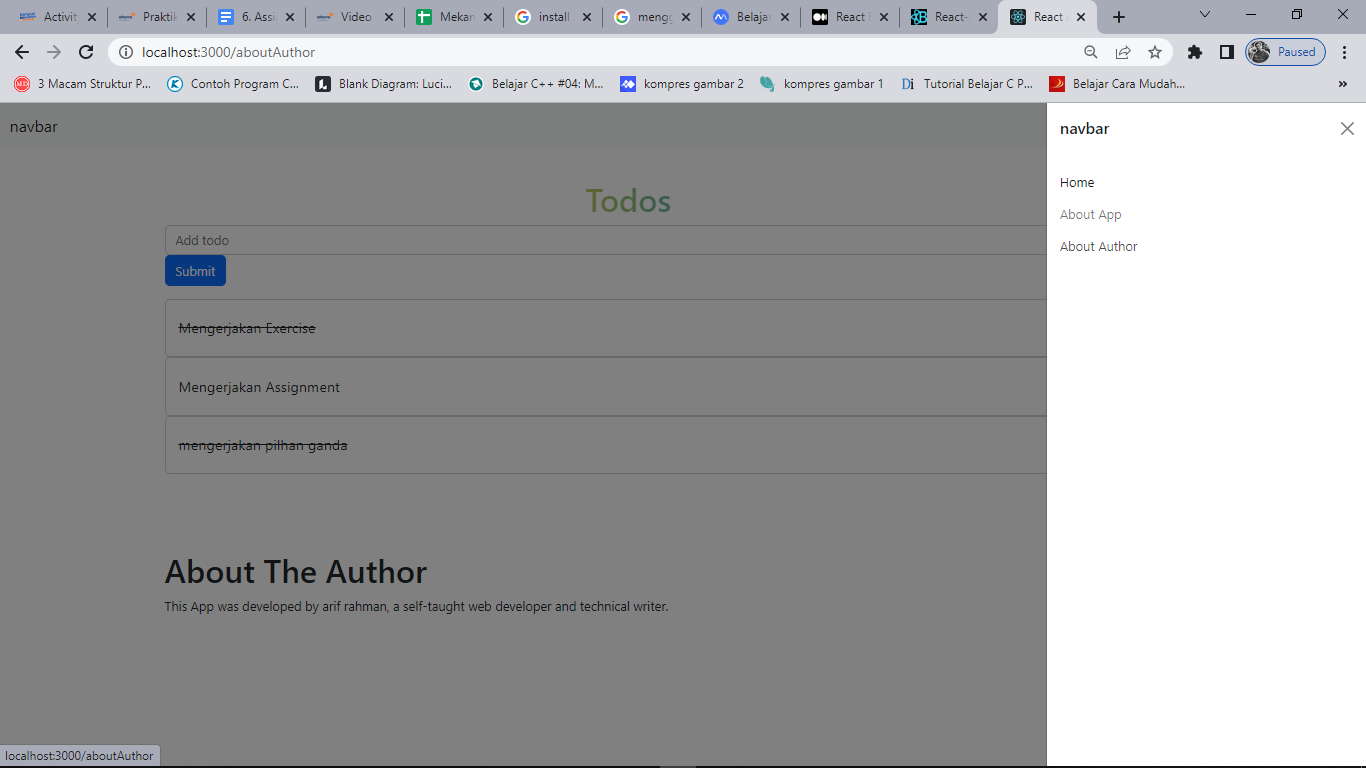 Activity
Praktik
6. Assi
Video
Mekan
install
mengg
Belajar
React
React-
React
localhost:3000/aboutAuthor
Paused
3 Macam Struktur P...
Contoh Program C...
Blank Diagram: Luci...
Belajar C++ #04: M...
kompres gambar 2
kompres gambar 1
Tutorial Belajar C P...
Belajar Cara Mudah...
»
navbar
Todos
Add todo
Submit
Mengerjakan Exercise
Mengerjakan Assignment
mengerjakan pilhan ganda
About The Author
This App was developed by arif rahman, a self-taught web developer and technical writer.
navbar
Home
About App
About Author
localhost:3000/aboutAuthor